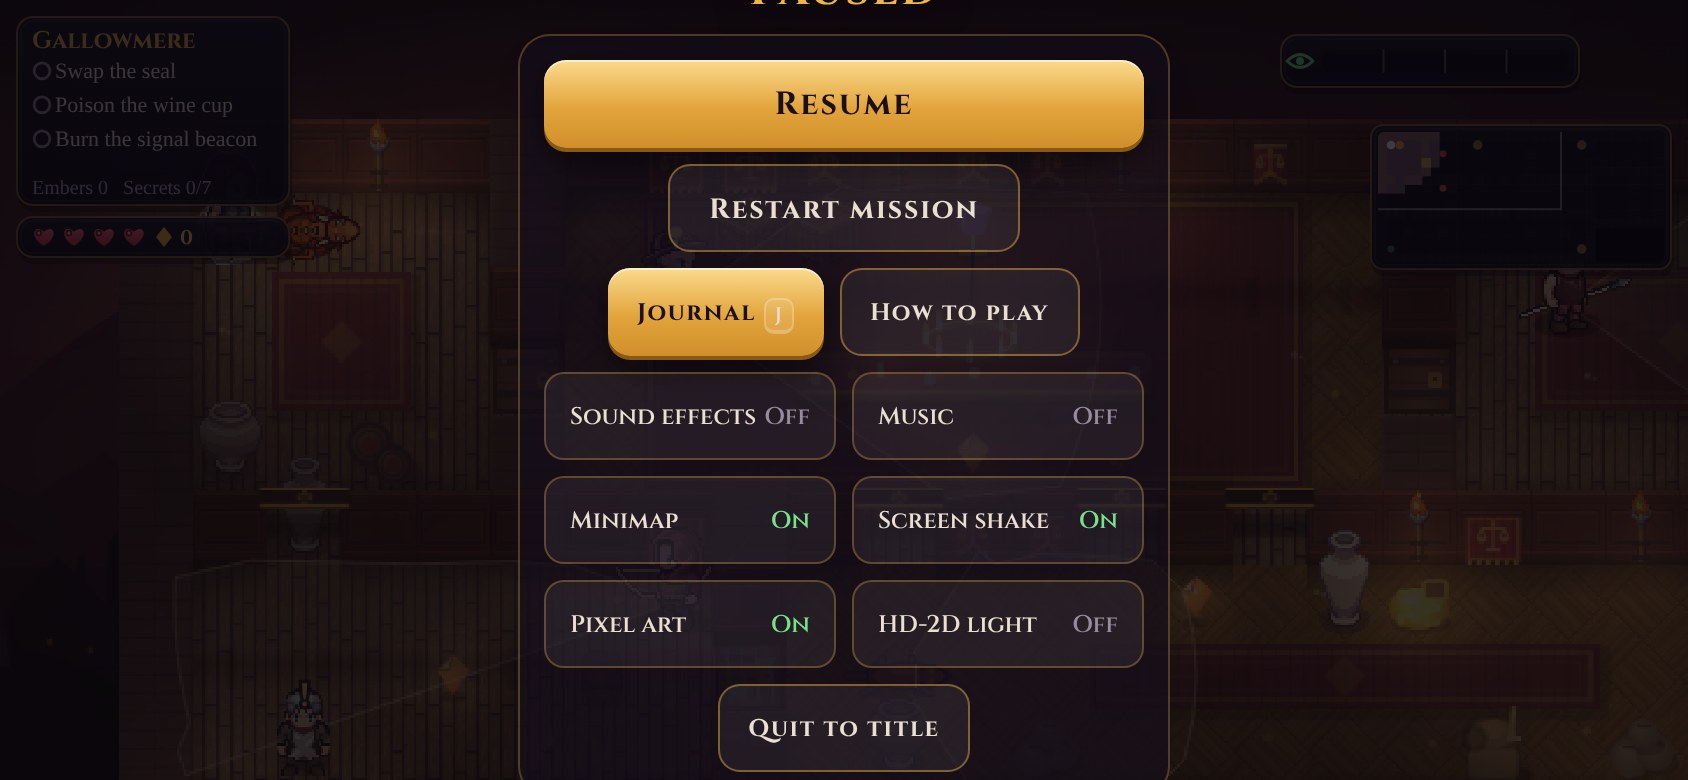 PAUSED
Gallowmere
Swap the seal
Poison the wine cup
Burn the signal beacon
Embers 0 Secrets 0/7
0
Resume
Restart mission
Journal J
How to play
Sound effects Off
Music Off
Minimap On
Screen shake On
Pixel art On
HD-2D light Off
Quit to title